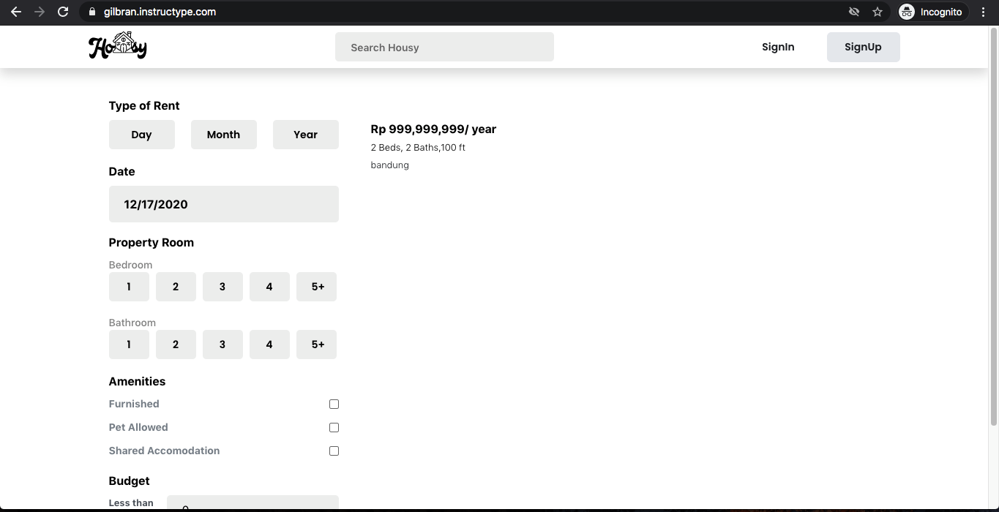 gilbran.instructype.com
Incognito
Housy
Search Housy
SignIn
SignUp
Type of Rent
Day
Month
Year
Date
12/17/2020
Property Room
Bedroom
1
2
3
4
5+
Bathroom
1
2
3
4
5+
Amenities
Furnished
Pet Allowed
Shared Accomodation
Budget
Less than
Rp 999,999,999/ year
2 Beds, 2 Baths,100 ft
bandung